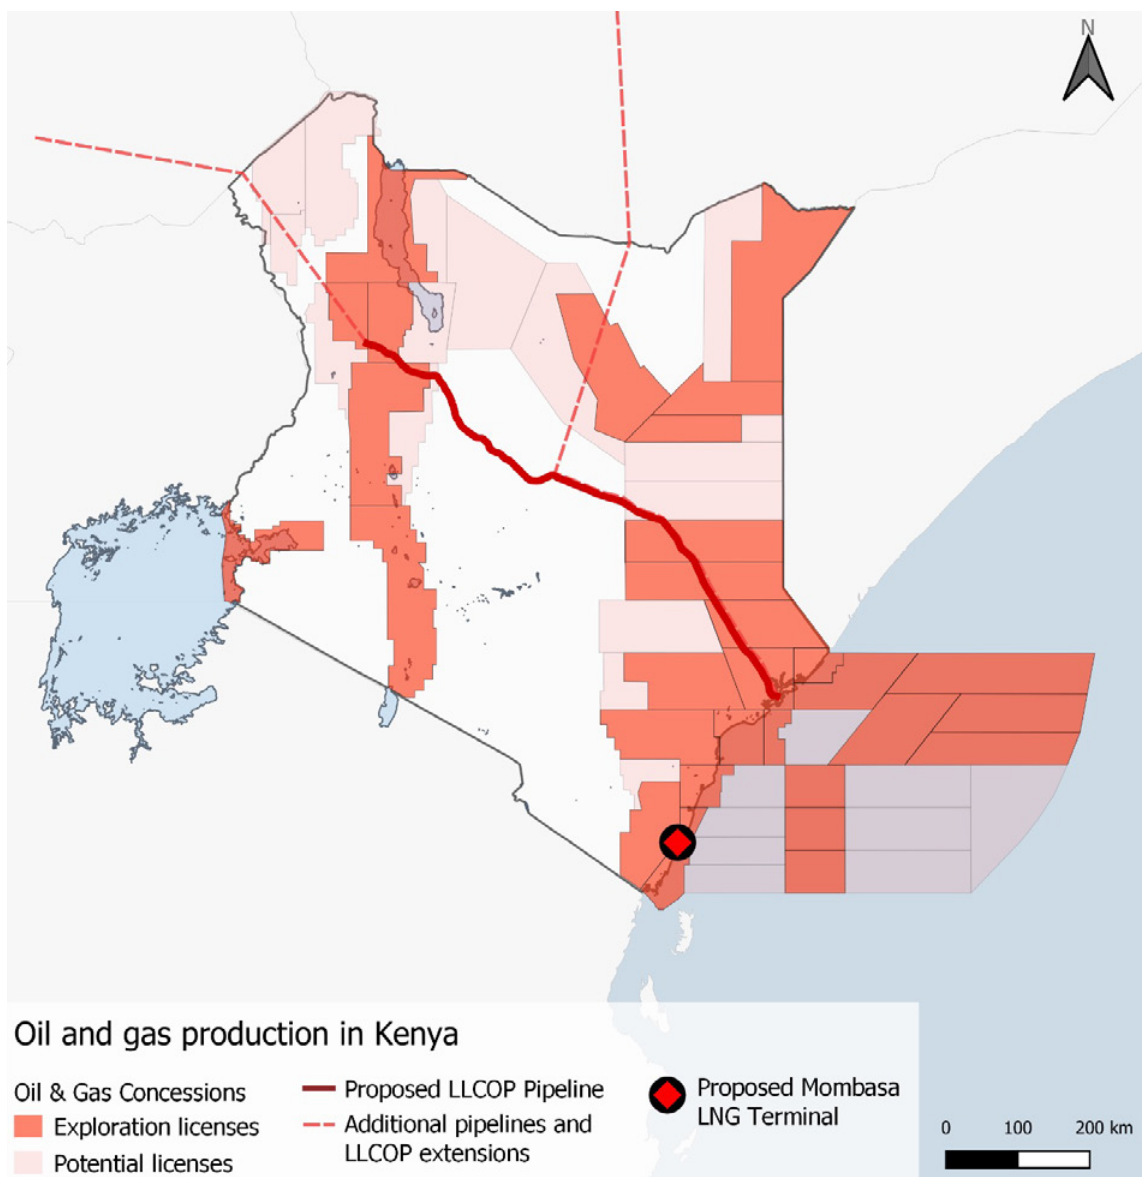 N
Oil and gas production in Kenya
Oil & Gas Concessions
Exploration licenses
Potential licenses
Proposed LLCOP Pipeline
Additional pipelines and
LLCOP extensions
Proposed Mombasa
LNG Terminal
0 100 200 km